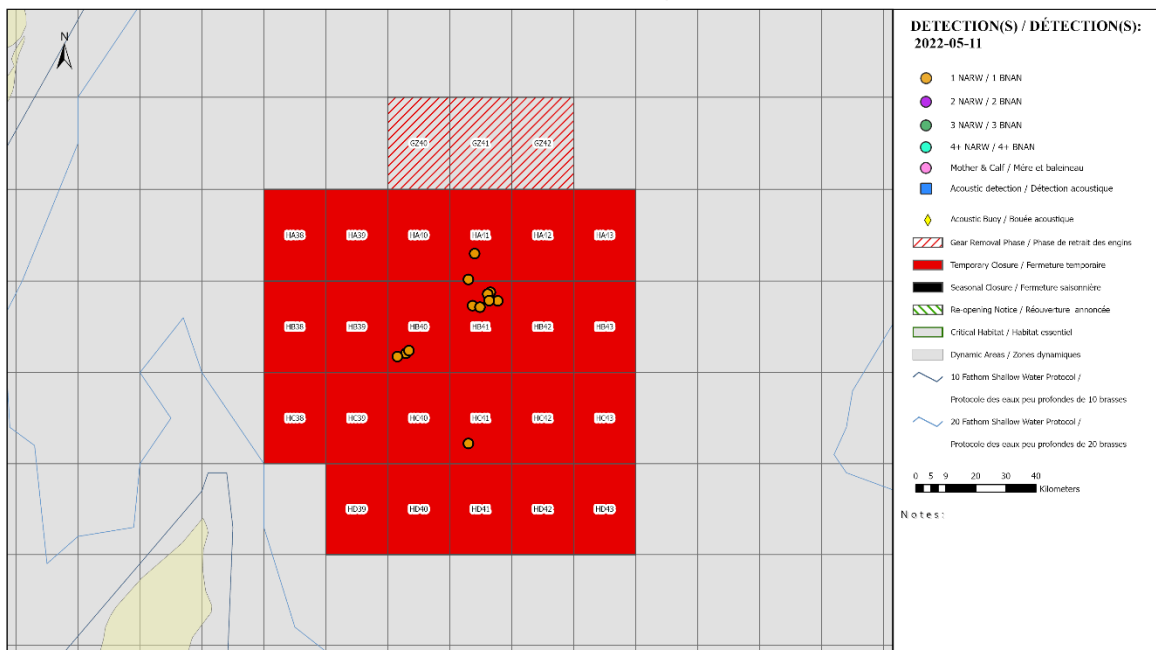 N
GZ40 GZ41 GZ42
HA38 HA39 HA40 HA41 HA42 HA43
HB38 HB39 HB40 HB41 HB42 HB43
HC38 HC39 HC40 HC41 HC42 HC43
HD39 HD40 HD41 HD42 HD43
DETECTION(S) / DÉTECTION(S):
2022-05-11
1 NARW / 1 BNAN
2 NARW / 2 BNAN
3 NARW / 3 BNAN
4+ NARW / 4+ BNAN
Mother & Calf / Mére et baleineau
Acoustic detection / Détection acoustique
Acoustic Buoy / Bouée acoustique
Gear Removal Phase / Phase de retrait des engins
Temporary Closure / Fermeture temporaire
Seasonal Closure / Fermeture saisonnière
Re-opening Notice / Réouverture annoncée
Critical Habitat / Habitat essentiel
Dynamic Areas / Zones dynamiques
10 Fathom Shallow Water Protocol /
Protocole des eaux peu profondes de 10 brasses
20 Fathom Shallow Water Protocol /
Protocole des eaux peu profondes de 20 brasses
0 5 9 20 30 40
Kilometers
Notes: